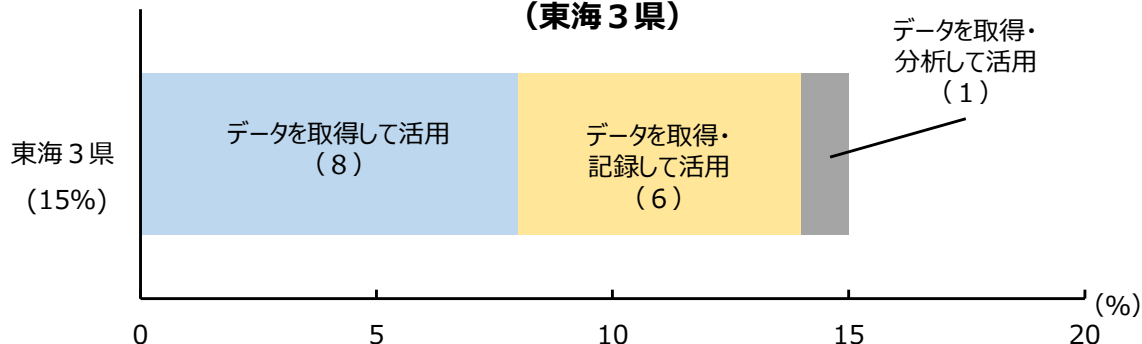 （東海３県）
データを取得・
分析して活用
（１）
データを取得して活用
（８）
データを取得・
記録して活用
（６）
東海３県
(15%)
0
5
10
15
20
(%)